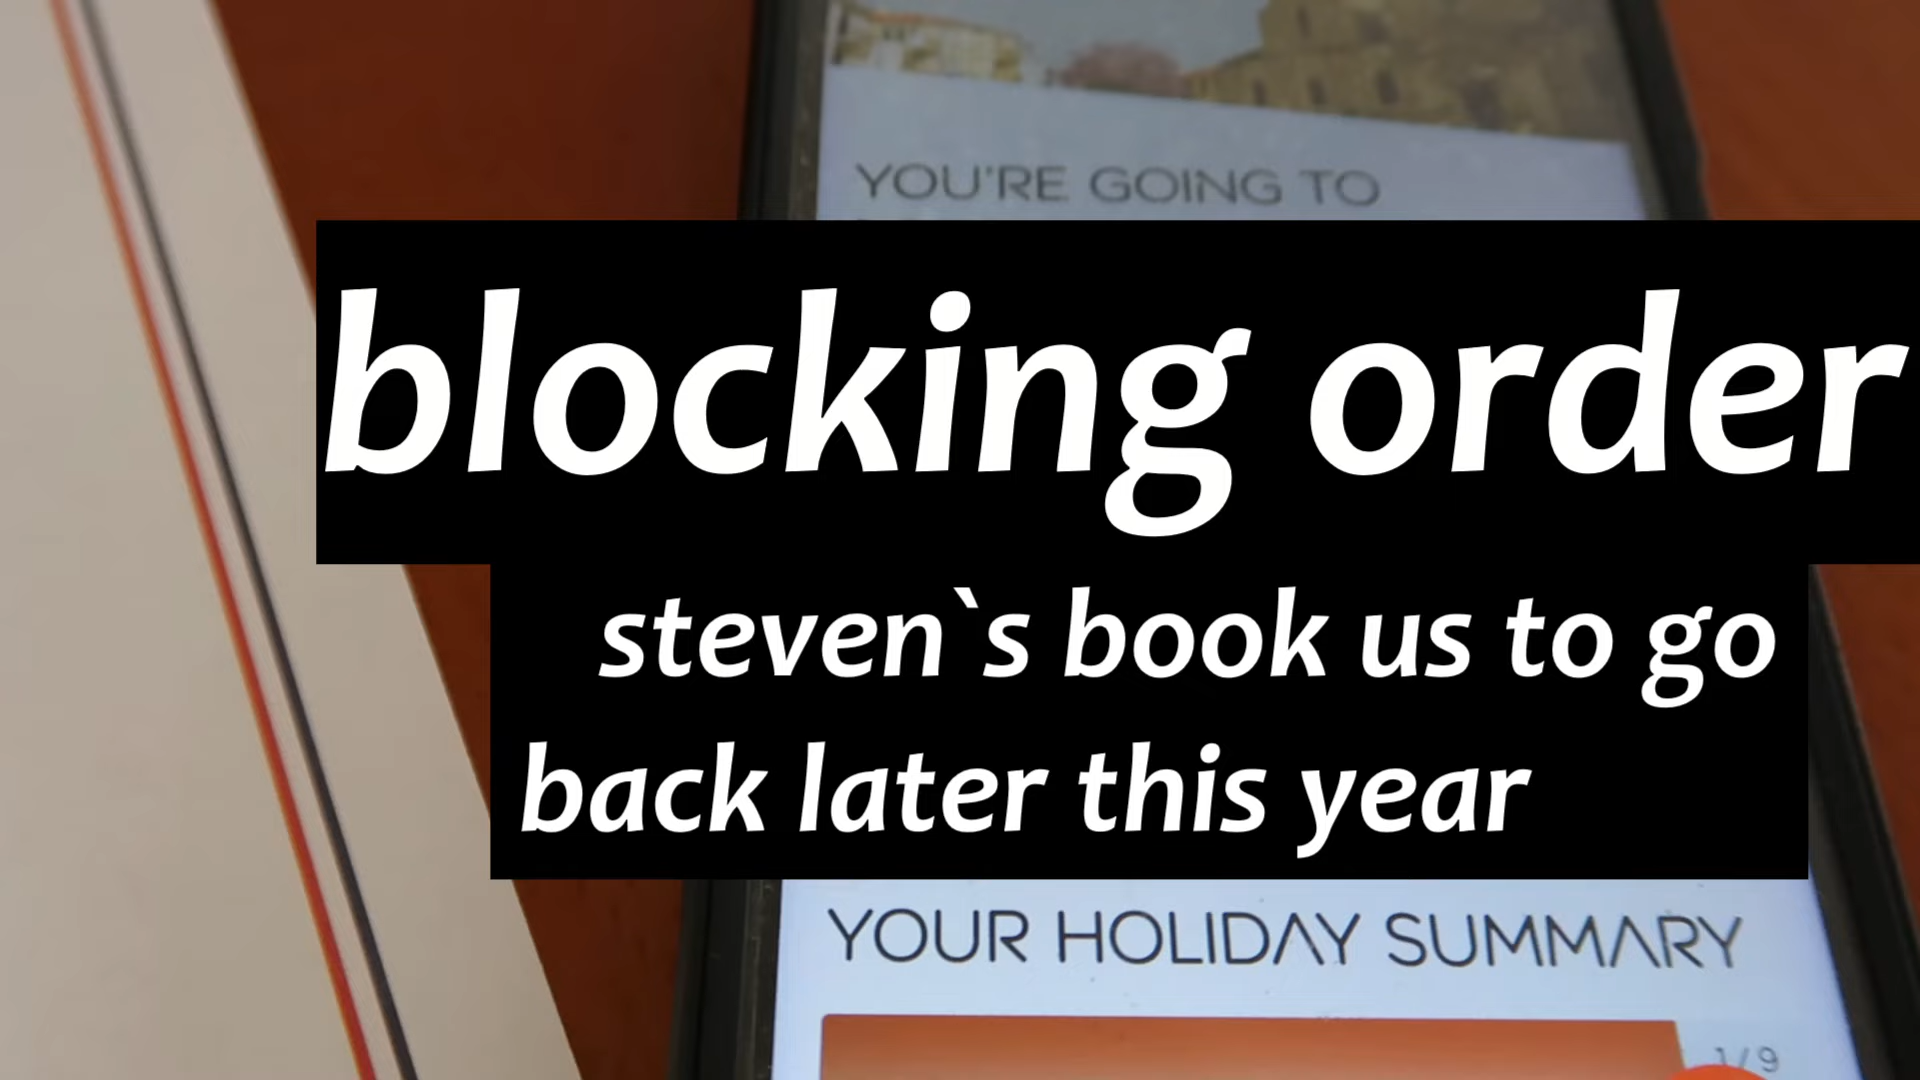 YOU'RE GOING TO
blocking order
steven`s book us to go
back later this year
YOUR HOLIDAY SUMMARY
1/9